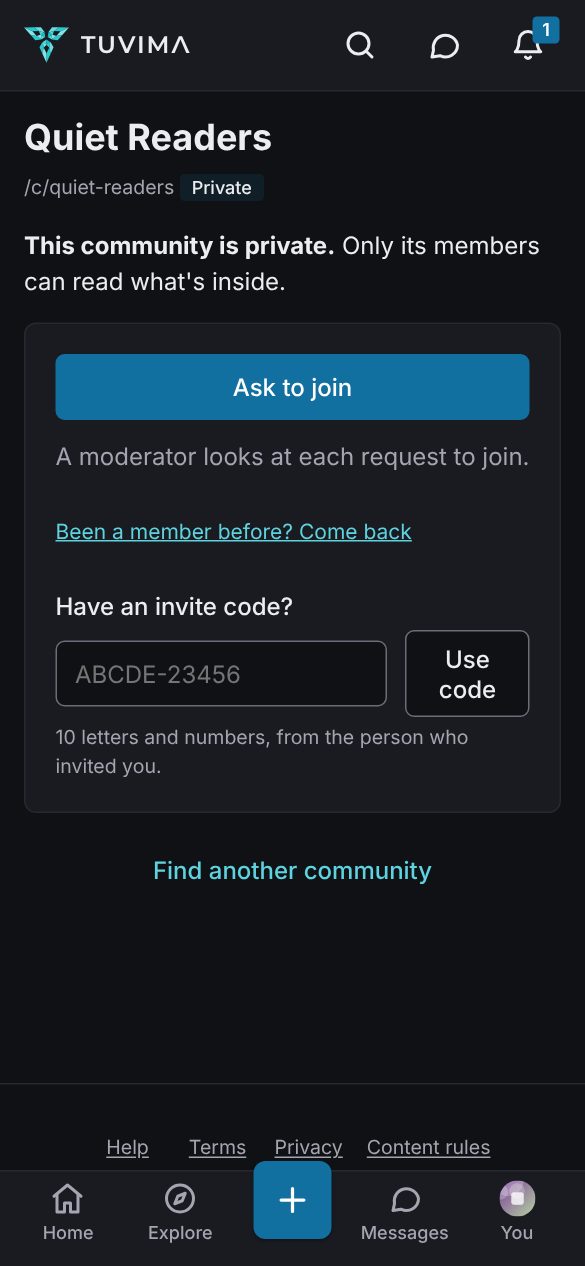 TUVIMA
1
Quiet Readers
/c/quiet-readers Private
This community is private. Only its members
can read what's inside.
Ask to join
A moderator looks at each request to join.
Been a member before? Come back
Have an invite code?
ABCDE-23456
Use
code
10 letters and numbers, from the person who
invited you.
Find another community
Help Terms Privacy Content rules
Home Explore Messages You